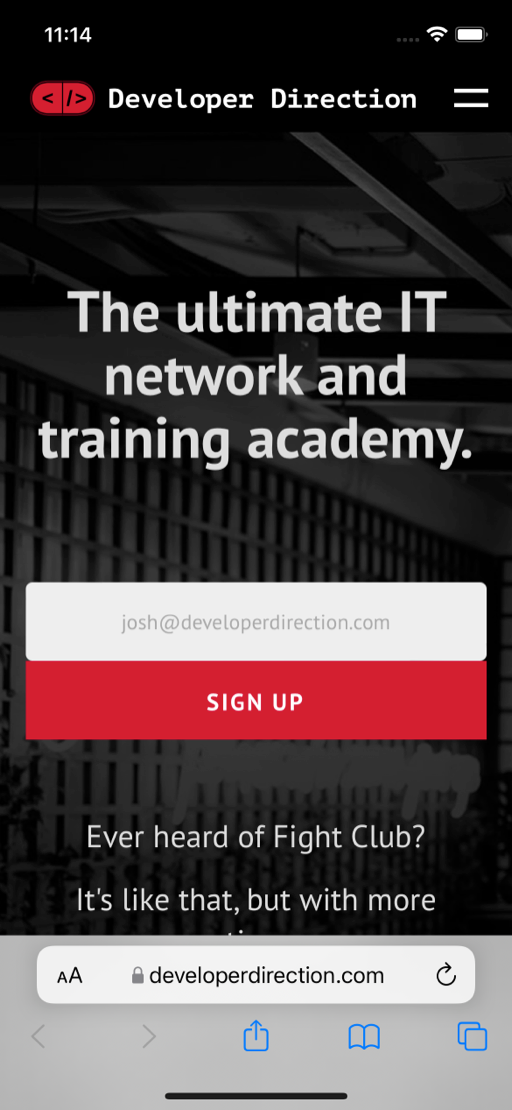 11:14
</> Developer Direction
The ultimate IT
network and
training academy.
josh@developerdirection.com
SIGN UP
Ever heard of Fight Club?
It's like that, but with more
AA developerdirection.com